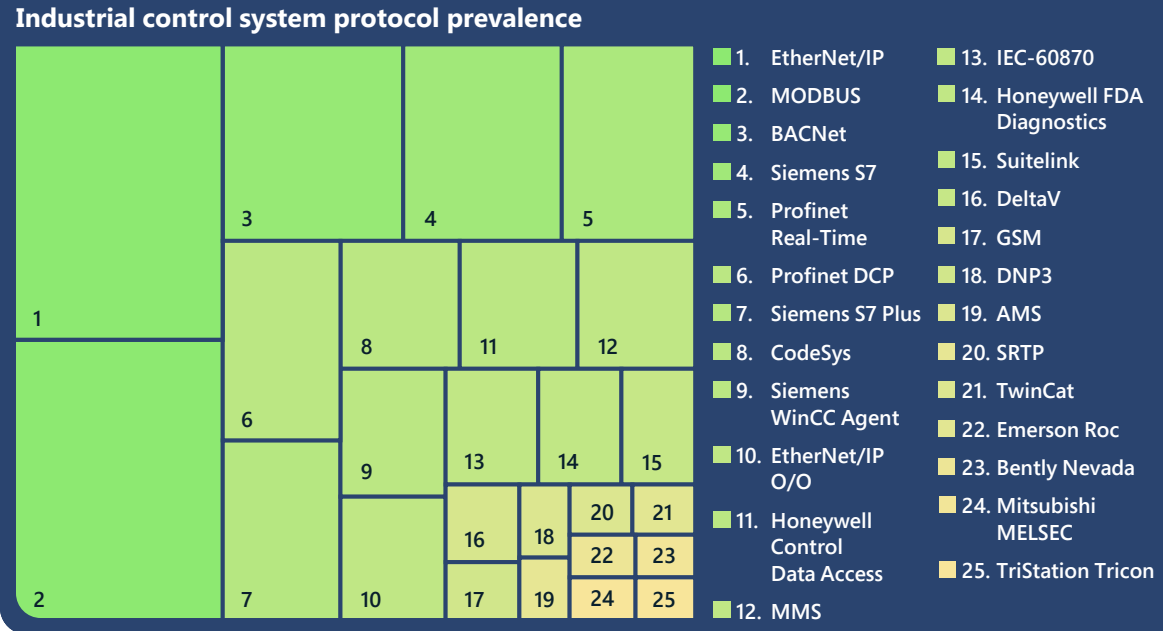 Industrial control system protocol prevalence
3
4
5
1
8
11
12
6
9
13
14
15
20
21
16
18
22
23
2
7
10
17
19
24
25
1. EtherNet/IP
2. MODBUS
3. BACNet
4. Siemens S7
5. Profinet
Real-Time
6. Profinet DCP
7. Siemens S7 Plus
8. CodeSys
9. Siemens
WinCC Agent
10. EtherNet/IP
O/O
11. Honeywell
Control
Data Access
12. MMS
13. IEC-60870
14. Honeywell FDA
Diagnostics
15. Suitelink
16. DeltaV
17. GSM
18. DNP3
19. AMS
20. SRTP
21. TwinCat
22. Emerson Roc
23. Bently Nevada
24. Mitsubishi
MELSEC
25. TriStation Tricon